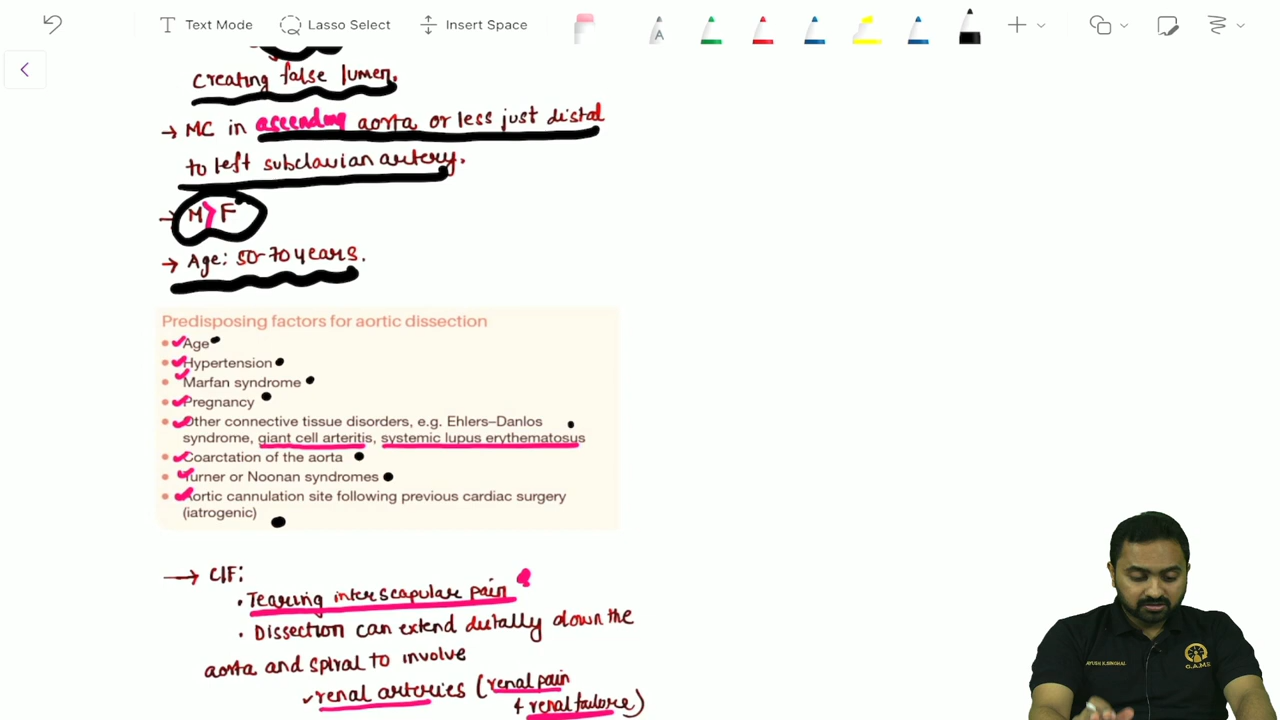 Text Mode
Lasso Select
Insert Space
A
creating false lumen.
→ MC in ascending aorta or less just distal
to left subclavian artery.
→ M > F
→ Age: 50-70 years.
Predisposing factors for aortic dissection
• Age
• Hypertension
• Marfan syndrome
• Pregnancy
• Other connective tissue disorders, e.g. Ehlers–Danlos
syndrome, giant cell arteritis, systemic lupus erythematosus
• Coarctation of the aorta
• Turner or Noonan syndromes
• Aortic cannulation site following previous cardiac surgery
(iatrogenic)
→ C/F:
• Tearing interscapular pain
• Dissection can extend distally down the
aorta and spiral to involve
✓ renal arteries (renal pain
+ renal failure)
AYUSH K.SINGHAL
G.A.M.S